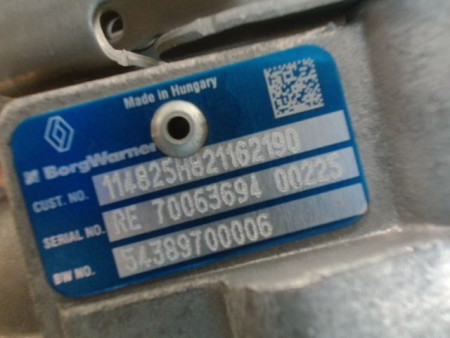 Made in Hungary
BorgWarner
CUST. NO. 114825H821162190
SERIAL NO. RE 70063694 00225
BW NO. 54389700006